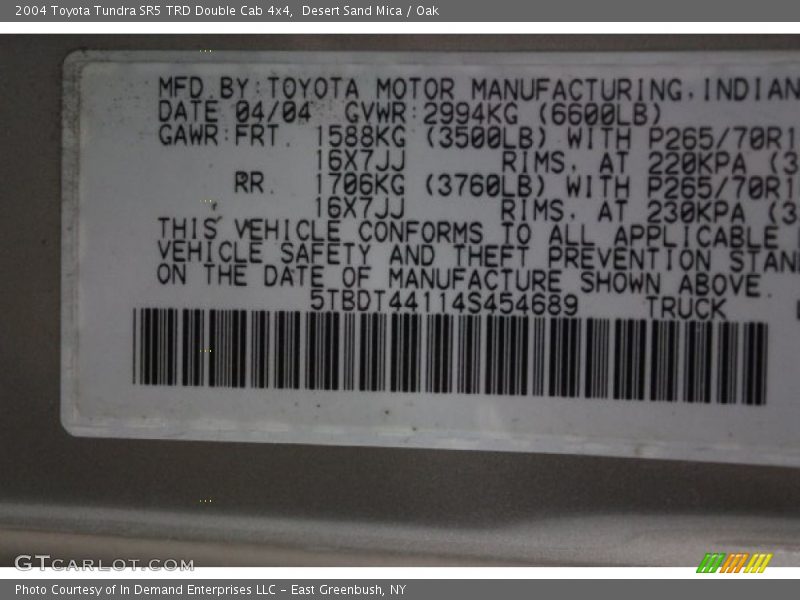 2004 Toyota Tundra SR5 TRD Double Cab 4x4,  Desert Sand Mica / Oak
MFD.BY:TOYOTA MOTOR MANUFACTURING,INDIAN
DATE 04/04 GVWR:2994KG (6600LB)
GAWR:FRT. 1588KG (3500LB) WITH P265/70R1
16X7JJ RIMS, AT 220KPA (3
RR. 1706KG (3760LB) WITH P265/70R1
16X7JJ RIMS, AT 230KPA (3
THIS VEHICLE CONFORMS TO ALL APPLICABLE
VEHICLE SAFETY AND THEFT PREVENTION STAN
ON THE DATE OF MANUFACTURE SHOWN ABOVE.
5TBDT44114S454689 TRUCK
GTCARLOT.COM
Photo Courtesy of In Demand Enterprises LLC - East Greenbush, NY